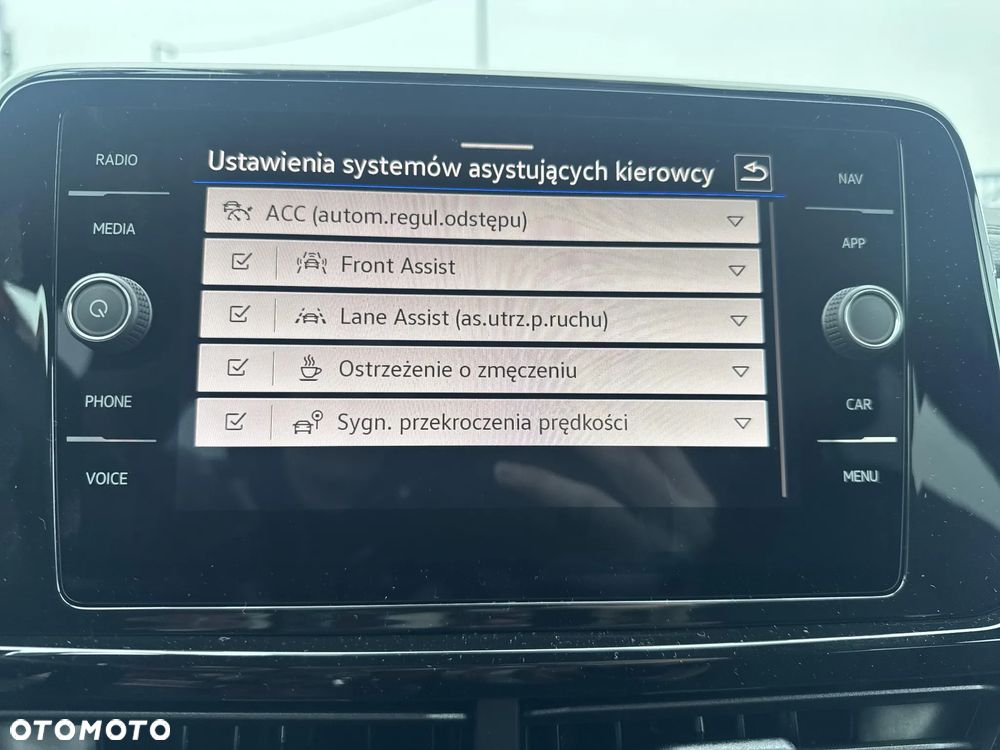 RADIO
MEDIA
PHONE
VOICE
Ustawienia systemów asystujących kierowcy
ACC (autom.regul.odstępu)
Front Assist
Lane Assist (as.utrz.p.ruchu)
Ostrzeżenie o zmęczeniu
Sygn. przekroczenia prędkości
NAV
APP
CAR
MENU
OTOMOTO